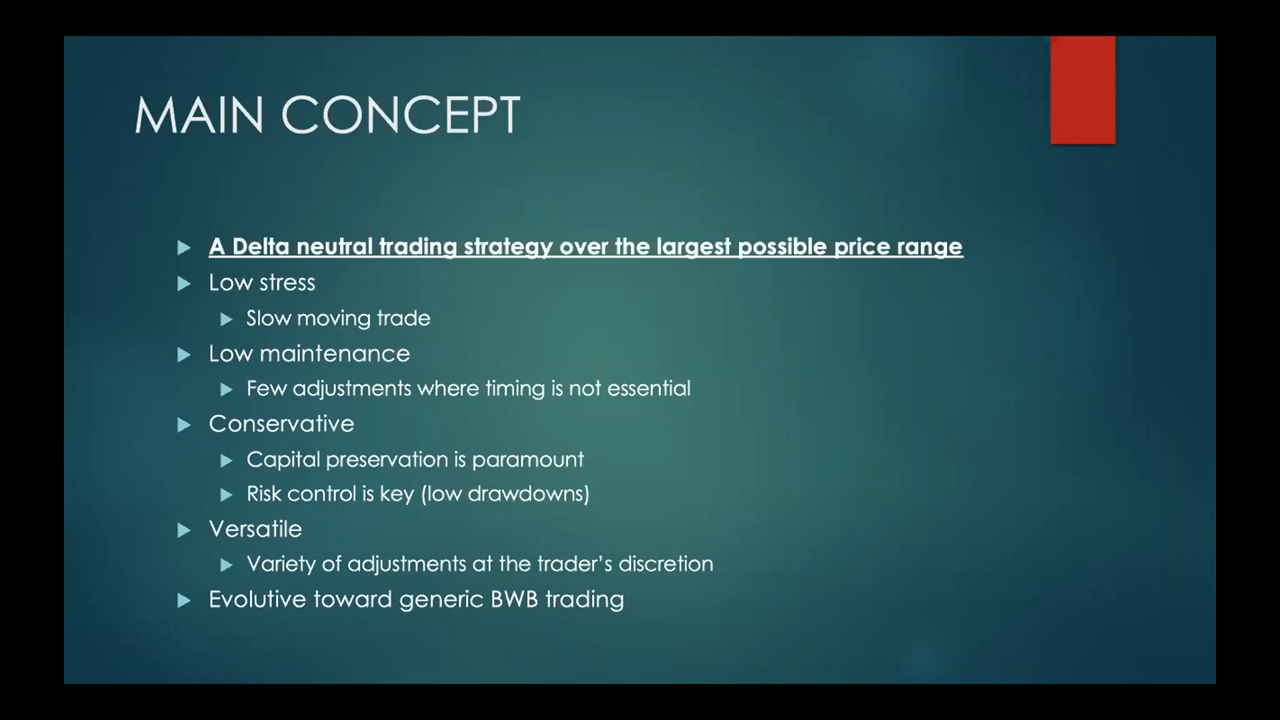 MAIN CONCEPT
A Delta neutral trading strategy over the largest possible price range
Low stress
Slow moving trade
Low maintenance
Few adjustments where timing is not essential
Conservative
Capital preservation is paramount
Risk control is key (low drawdowns)
Versatile
Variety of adjustments at the trader’s discretion
Evolutive toward generic BWB trading